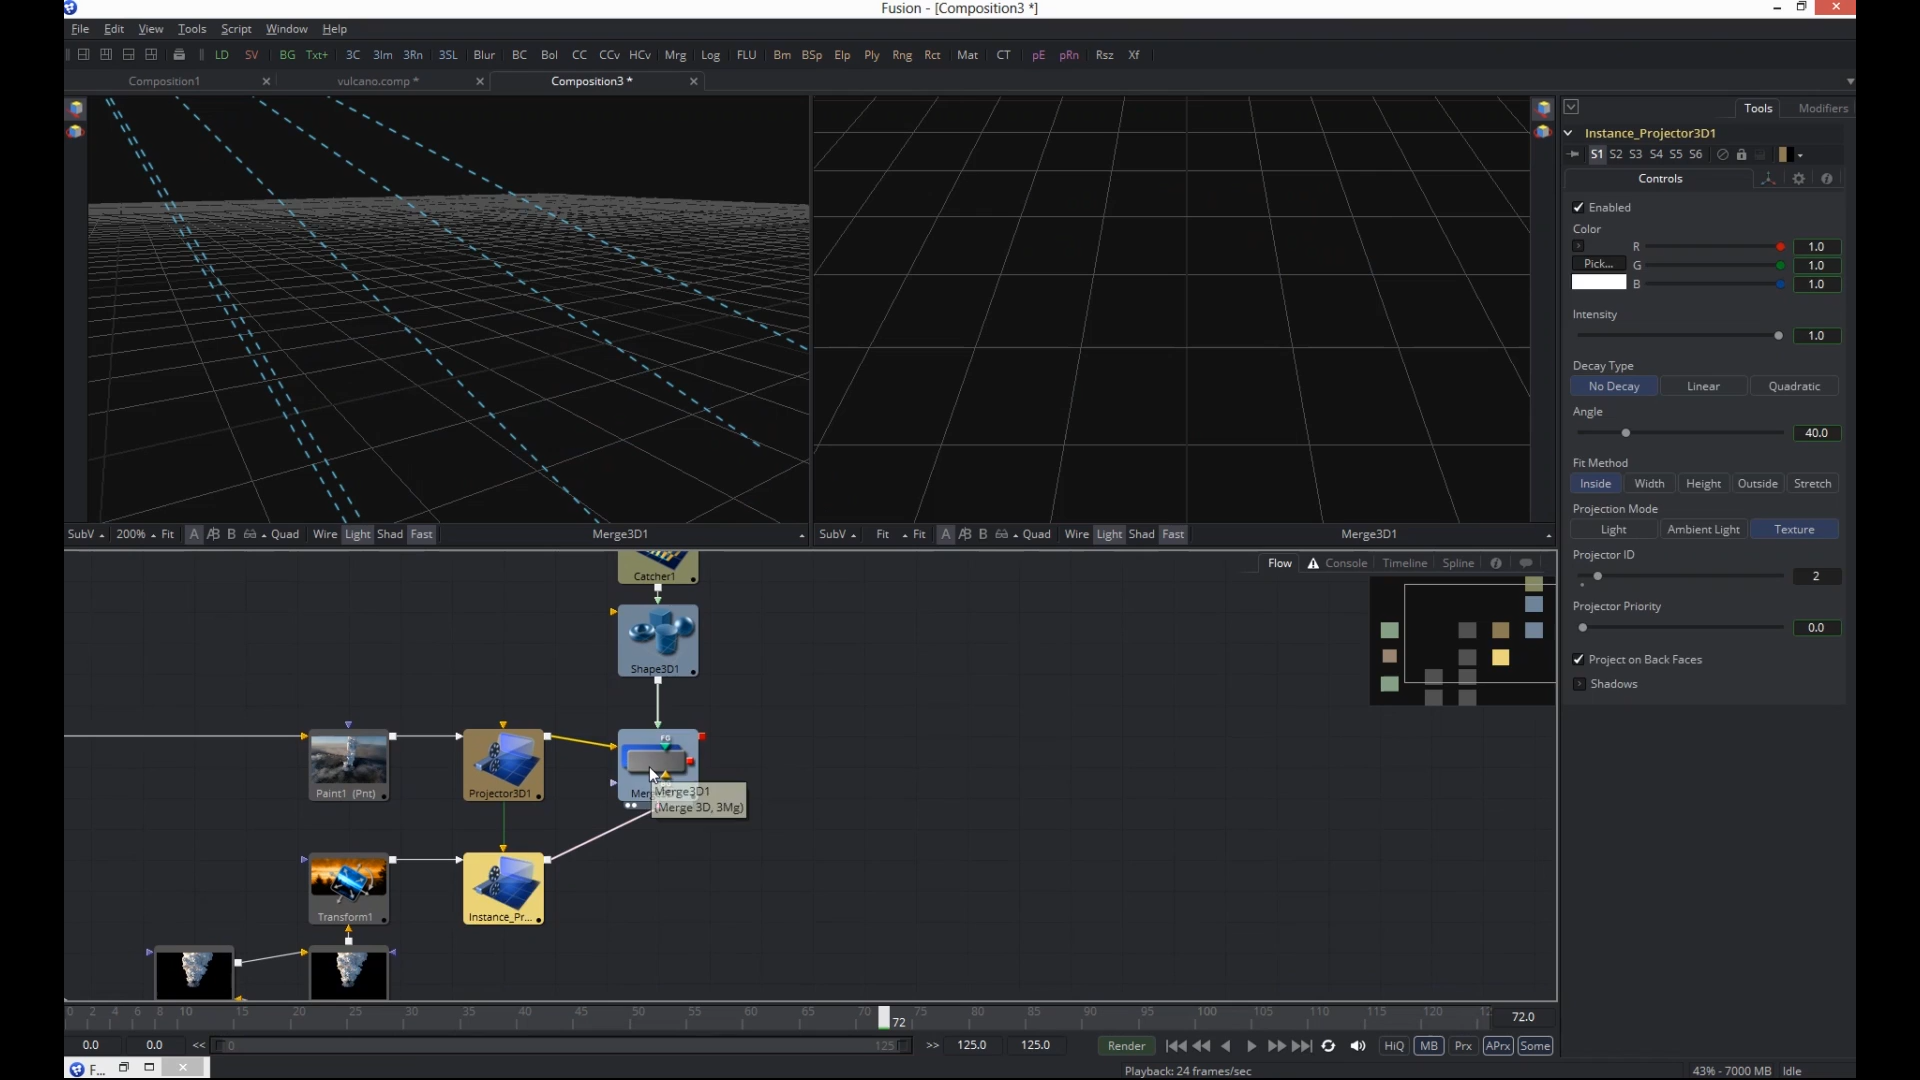 Fusion - [Composition3 *]
File Edit View Tools Script Window Help
LD SV BG Txt+ 3C 3Im 3Rn 3SL Blur BC Bol CC CCv HCv Mrg Log FLU Bm BSp Elp Ply Rng Rct Mat CT pE pRn Rsz Xf
Composition1 vulcano.comp * Composition3 *
Tools Modifiers
Instance_Projector3D1
S1 S2 S3 S4 S5 S6
Controls
Enabled
Color
R 1.0
Pick... G 1.0
B 1.0
Intensity
1.0
Decay Type
No Decay Linear Quadratic
Angle
40.0
Fit Method
Inside Width Height Outside Stretch
Projection Mode
Light Ambient Light Texture
Projector ID
2
Projector Priority
0.0
Project on Back Faces
Shadows
SubV 200% Fit A B Quad Wire Light Shad Fast Merge3D1
SubV Fit Fit A B Quad Wire Light Shad Fast Merge3D1
Flow Console Timeline Spline
Catcher1
Shape3D1
Paint1 (Pnt)
Projector3D1
FG
Merge3D1
(Merge 3D, 3Mg)
Transform1
Instance_Pr...
0 2 4 6 8 10 15 20 25 30 35 40 45 50 55 60 65 70 72 75 80 85 90 95 100 105 110 115 120 72.0
0.0 0.0 << 0 125 >> 125.0 125.0 Render HiQ MB Prx APrx Some
F...
Playback: 24 frames/sec
43% - 7000 MB Idle